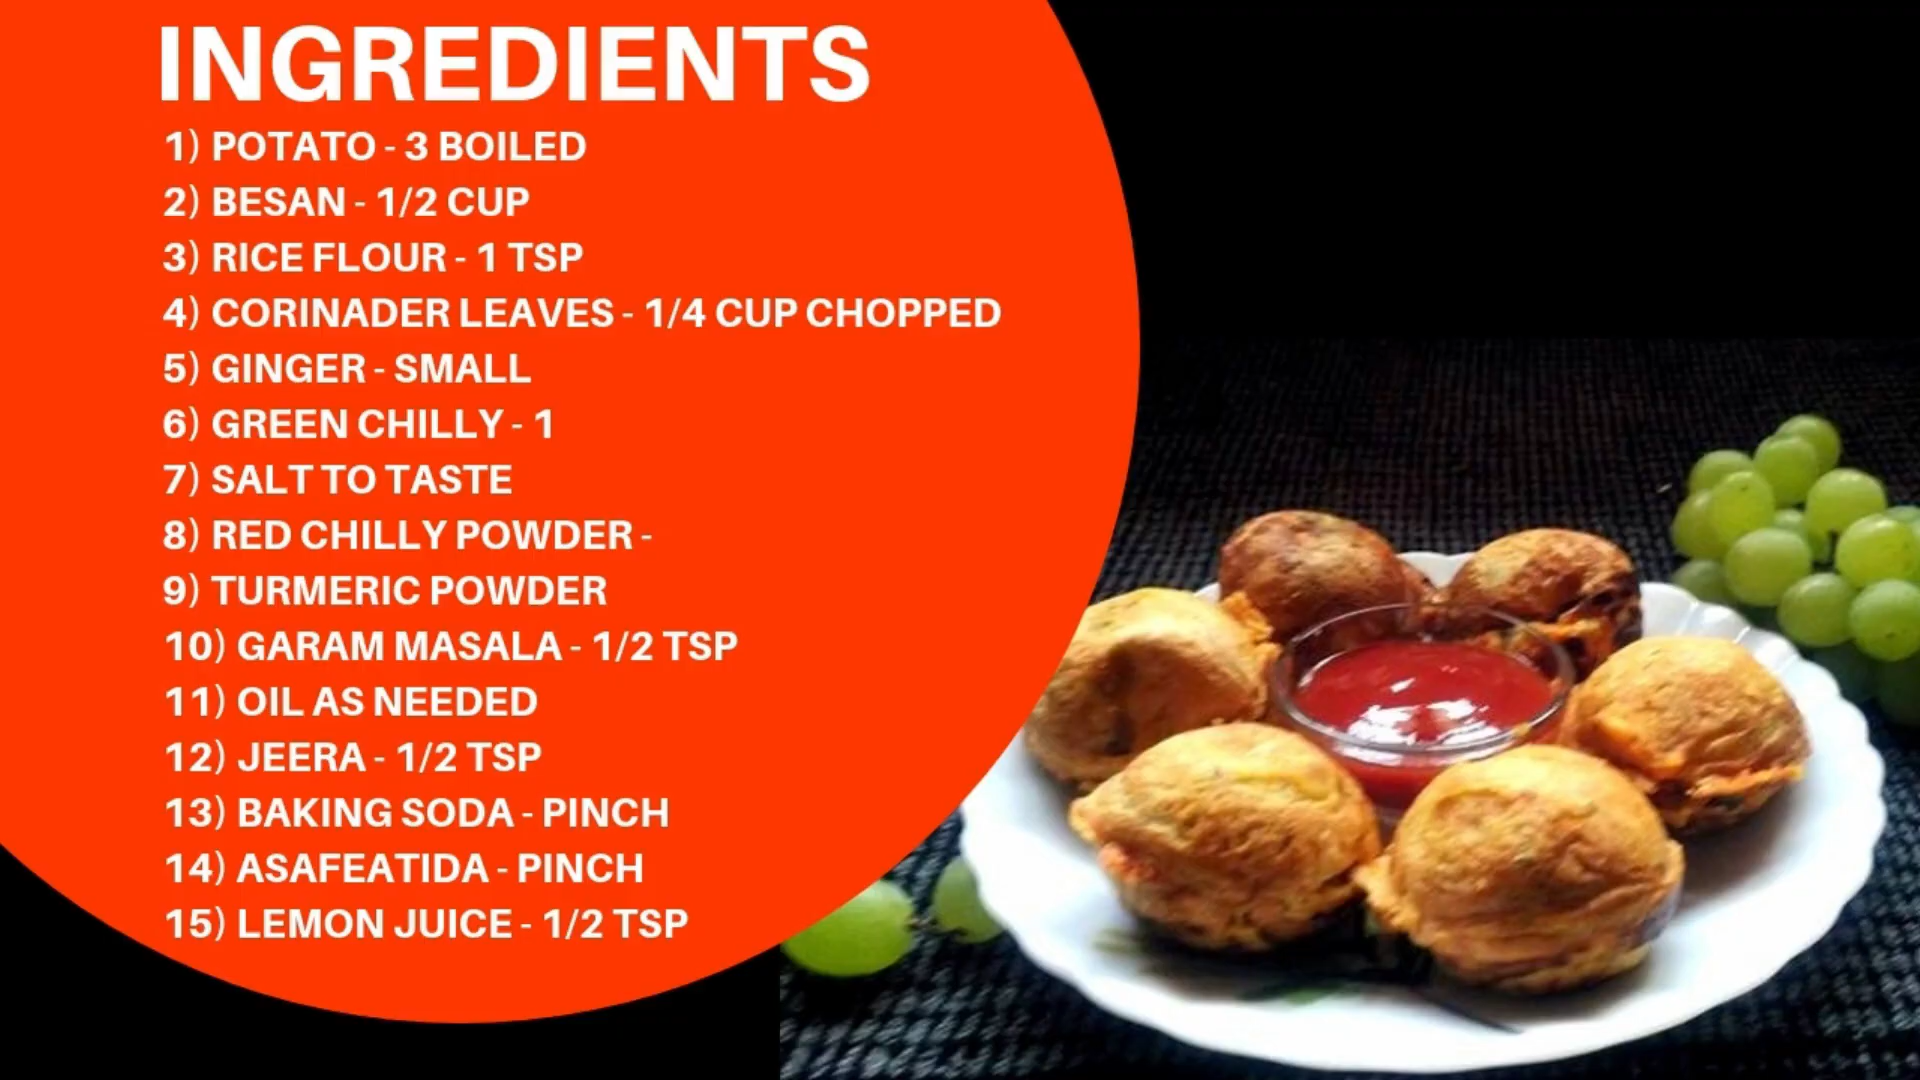 INGREDIENTS
1) POTATO - 3 BOILED
2) BESAN - 1/2 CUP
3) RICE FLOUR - 1 TSP
4) CORINADER LEAVES - 1/4 CUP CHOPPED
5) GINGER - SMALL
6) GREEN CHILLY - 1
7) SALT TO TASTE
8) RED CHILLY POWDER -
9) TURMERIC POWDER
10) GARAM MASALA - 1/2 TSP
11) OIL AS NEEDED
12) JEERA - 1/2 TSP
13) BAKING SODA - PINCH
14) ASAFEATIDA - PINCH
15) LEMON JUICE - 1/2 TSP